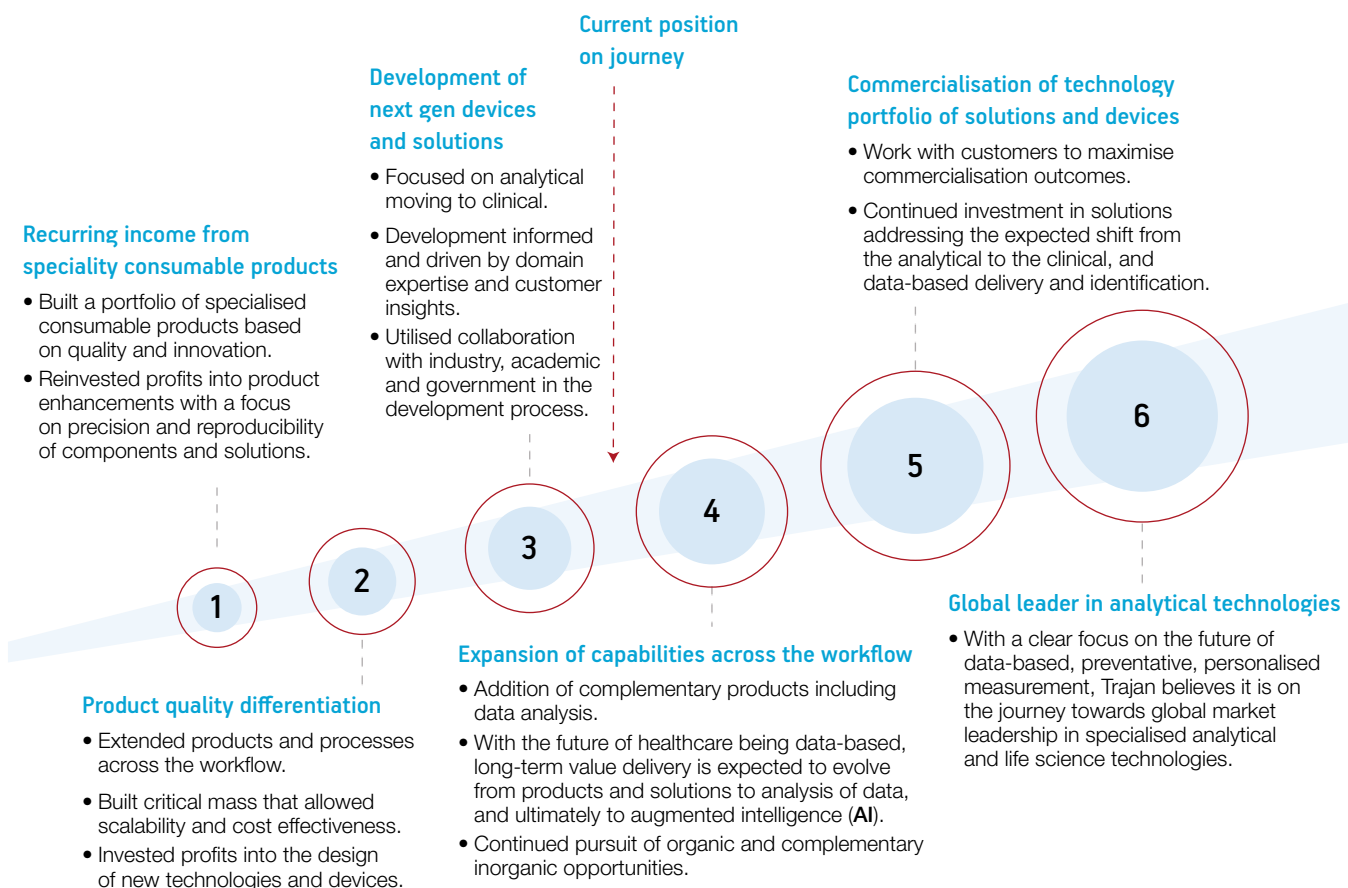 Current position
on journey
Recurring income from
speciality consumable products
• Built a portfolio of specialised
consumable products based
on quality and innovation.
• Reinvested profits into product
enhancements with a focus
on precision and reproducibility
of components and solutions.
1
Product quality differentiation
• Extended products and processes
across the workflow.
• Built critical mass that allowed
scalability and cost effectiveness.
• Invested profits into the design
of new technologies and devices.
2
Development of
next gen devices
and solutions
• Focused on analytical
moving to clinical.
• Development informed
and driven by domain
expertise and customer
insights.
• Utilised collaboration
with industry, academic
and government in the
development process.
3
4
Expansion of capabilities across the workflow
• Addition of complementary products including
data analysis.
• With the future of healthcare being data-based,
long-term value delivery is expected to evolve
from products and solutions to analysis of data,
and ultimately to augmented intelligence (AI).
• Continued pursuit of organic and complementary
inorganic opportunities.
Commercialisation of technology
portfolio of solutions and devices
• Work with customers to maximise
commercialisation outcomes.
• Continued investment in solutions
addressing the expected shift from
the analytical to the clinical, and
data-based delivery and identification.
5
6
Global leader in analytical technologies
• With a clear focus on the future of
data-based, preventative, personalised
measurement, Trajan believes it is on
the journey towards global market
leadership in specialised analytical
and life science technologies.